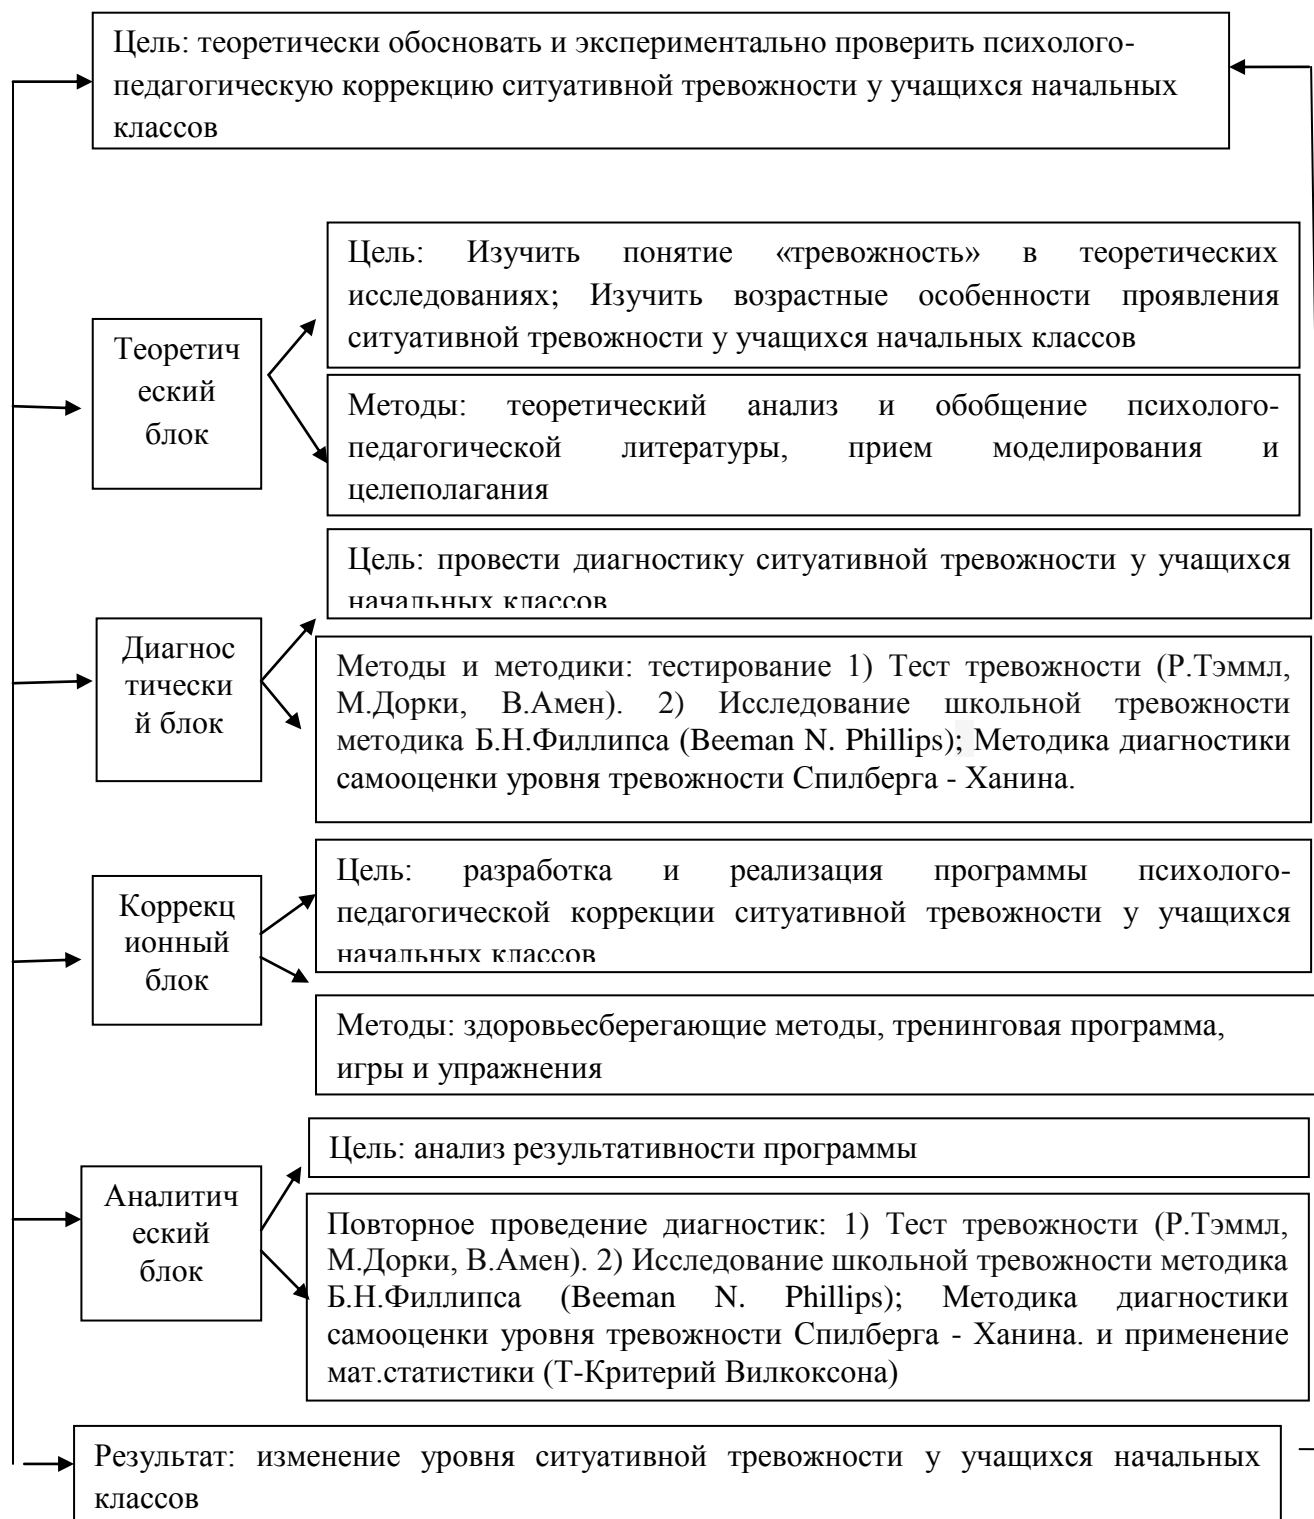 Цель: теоретически обосновать и экспериментально проверить психолого-
педагогическую коррекцию ситуативной тревожности у учащихся начальных
классов
Цель: Изучить понятие «тревожность» в теоретических
исследованиях; Изучить возрастные особенности проявления
ситуативной тревожности у учащихся начальных классов
Теоретич
еский
блок
Методы: теоретический анализ и обобщение психолого-
педагогической литературы, прием моделирования и
целеполагания
Цель: провести диагностику ситуативной тревожности у учащихся
начальных классов
Диагнос
тически
й блок
Методы и методики: тестирование 1) Тест тревожности (Р.Тэммл,
М.Дорки, В.Амен). 2) Исследование школьной тревожности
методика Б.Н.Филлипса (Beeman N. Phillips); Методика диагностики
самооценки уровня тревожности Спилберга - Ханина.
Цель: разработка и реализация программы психолого-
педагогической коррекции ситуативной тревожности у учащихся
начальных классов
Коррекц
ионный
блок
Методы: здоровьесберегающие методы, тренинговая программа,
игры и упражнения
Цель: анализ результативности программы
Аналитич
еский
блок
Повторное проведение диагностик: 1) Тест тревожности (Р.Тэммл,
М.Дорки, В.Амен). 2) Исследование школьной тревожности методика
Б.Н.Филлипса (Beeman N. Phillips); Методика диагностики
самооценки уровня тревожности Спилберга - Ханина. и применение
мат.статистики (Т-Критерий Вилкоксона)
Результат: изменение уровня ситуативной тревожности у учащихся начальных
классов